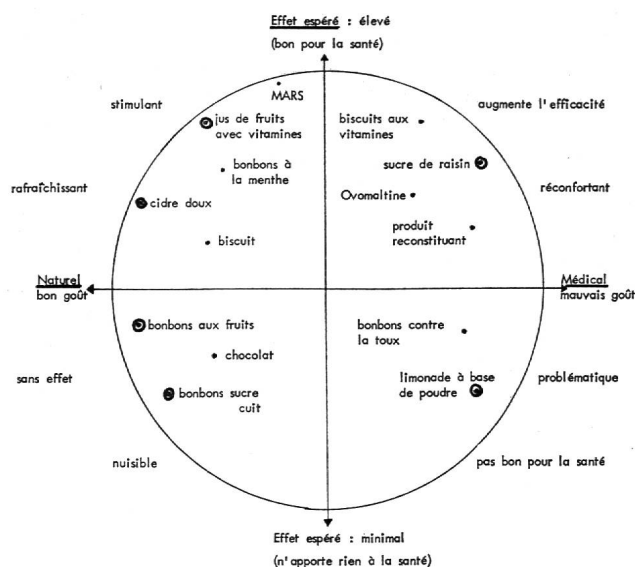 Effet espéré : élevé
(bon pour la santé)
MARS
stimulant
augmente l'efficacité
jus de fruits
avec vitamines
biscuits aux
vitamines
bonbons à
la menthe
sucre de raisin
rafraîchissant
réconfortant
cidre doux
Ovomaltine
produit
reconstituant
biscuit
Naturel
bon goût
Médical
mauvais goût
bonbons aux fruits
bonbons contre
la toux
chocolat
sans effet
limonade à base
de poudre
problématique
bonbons sucre
cuit
nuisible
pas bon pour la santé
Effet espéré : minimal
(n'apporte rien à la santé)